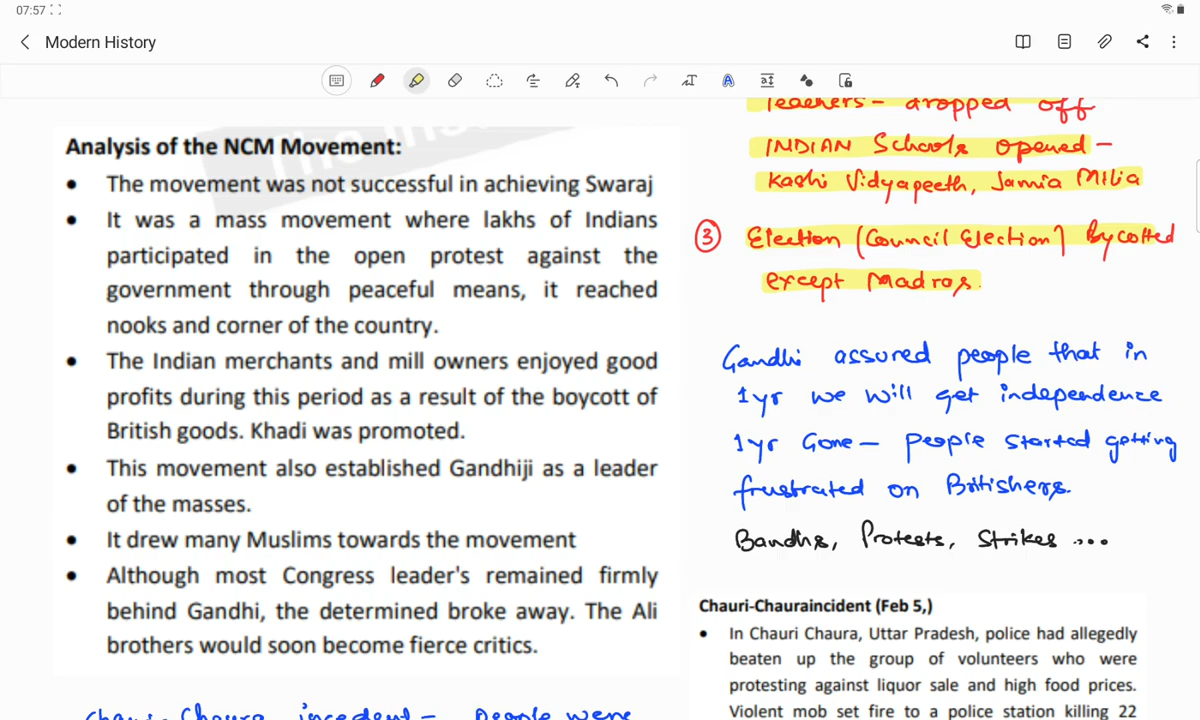 07:57
Modern History
Analysis of the NCM Movement:
• The movement was not successful in achieving Swaraj
• It was a mass movement where lakhs of Indians
participated in the open protest against the
government through peaceful means, it reached
nooks and corner of the country.
• The Indian merchants and mill owners enjoyed good
profits during this period as a result of the boycott of
British goods. Khadi was promoted.
• This movement also established Gandhiji as a leader
of the masses.
• It drew many Muslims towards the movement
• Although most Congress leader's remained firmly
behind Gandhi, the determined broke away. The Ali
brothers would soon become fierce critics.
Chauri-Chaura incedent - People were
Teachers - dropped off
INDIAN Schools opened -
Kashi Vidyapeeth, Jamia Milia
③ Election (Council Election) Bycotted
except Madras.
Gandhi assured people that in
1yr we will get independence
1yr Gone - People started getting
frustrated on Britishers.
Bandhs, Protests, Strikes ....
Chauri-Chauraincident (Feb 5,)
• In Chauri Chaura, Uttar Pradesh, police had allegedly
beaten up the group of volunteers who were
protesting against liquor sale and high food prices.
Violent mob set fire to a police station killing 22